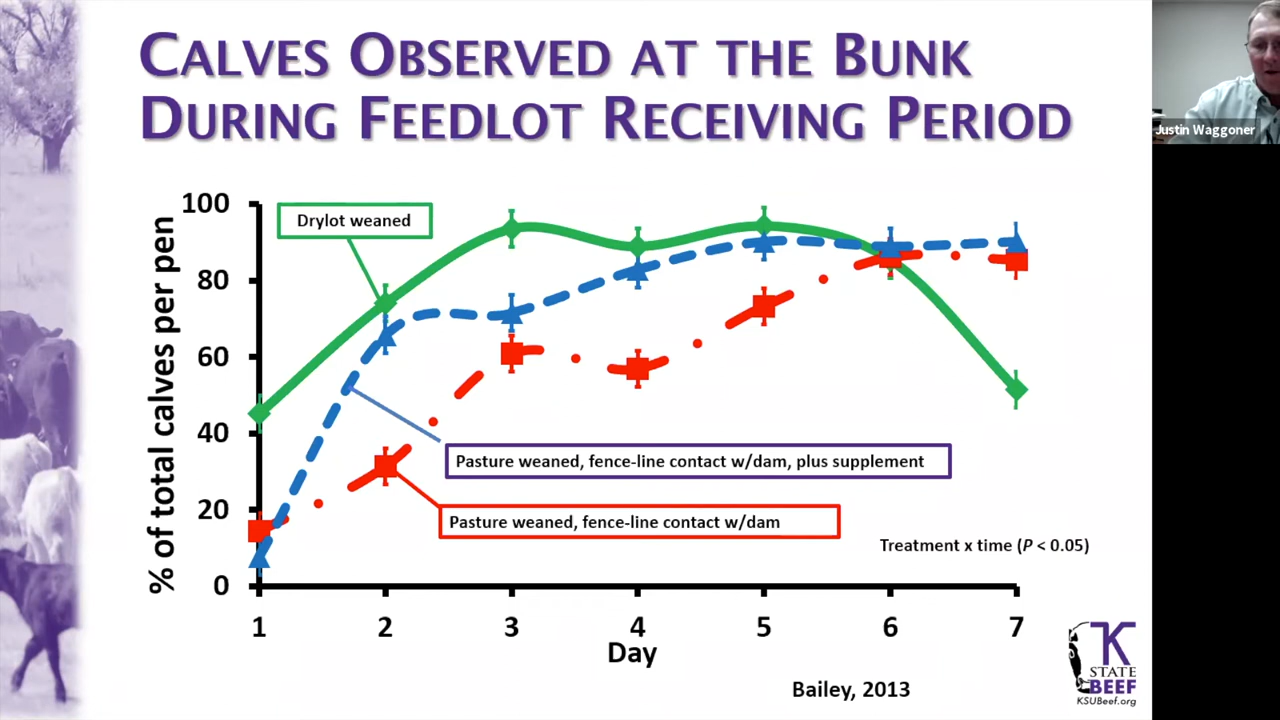 CALVES OBSERVED AT THE BUNK
DURING FEEDLOT RECEIVING PERIOD
Justin Waggoner
% of total calves per pen
100
80
60
40
20
0
Drylot weaned
Pasture weaned, fence-line contact w/dam, plus supplement
Pasture weaned, fence-line contact w/dam
Treatment x time (P < 0.05)
1 2 3 4 5 6 7
Day
Bailey, 2013
K
STATE
BEEF
KSUBeef.org